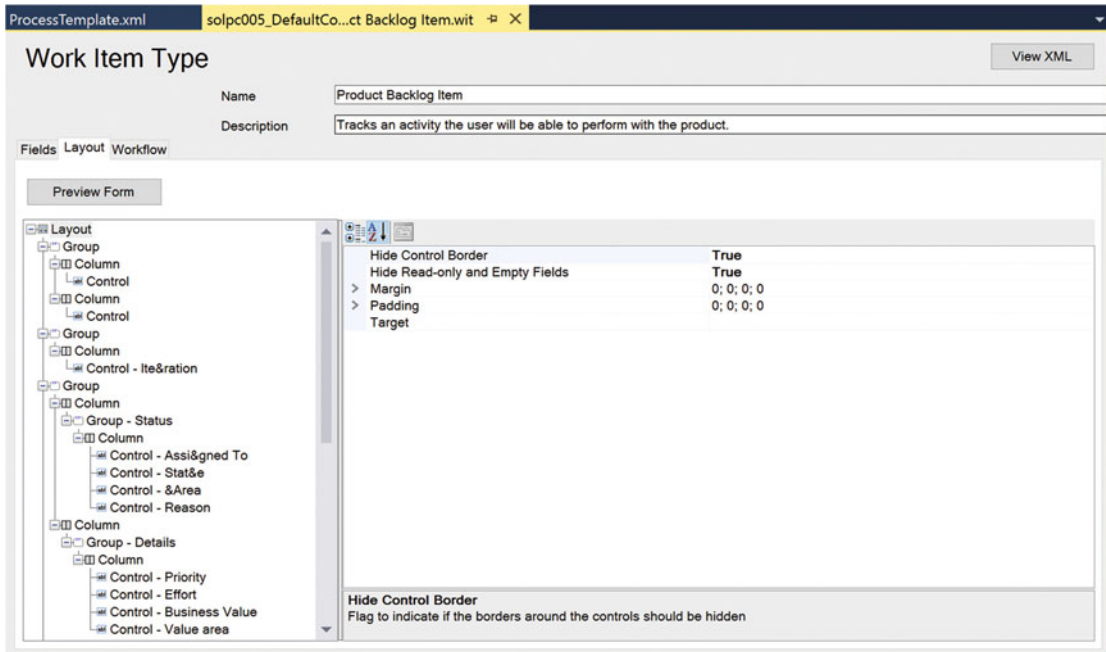 ProcessTemplate.xml solpc005_DefaultCo...ct Backlog Item.wit
Work Item Type
View XML
Name Product Backlog Item
Description Tracks an activity the user will be able to perform with the product.
Fields Layout Workflow
Preview Form
Layout
Group
Column
Control
Column
Control
Group
Column
Control - Ite&ration
Group
Column
Group - Status
Column
Control - Assi&gned To
Control - Stat&e
Control - &Area
Control - Reason
Column
Group - Details
Column
Control - Priority
Control - Effort
Control - Business Value
Control - Value area
Hide Control Border True
Hide Read-only and Empty Fields True
Margin 0; 0; 0; 0
Padding 0; 0; 0; 0
Target
Hide Control Border
Flag to indicate if the borders around the controls should be hidden